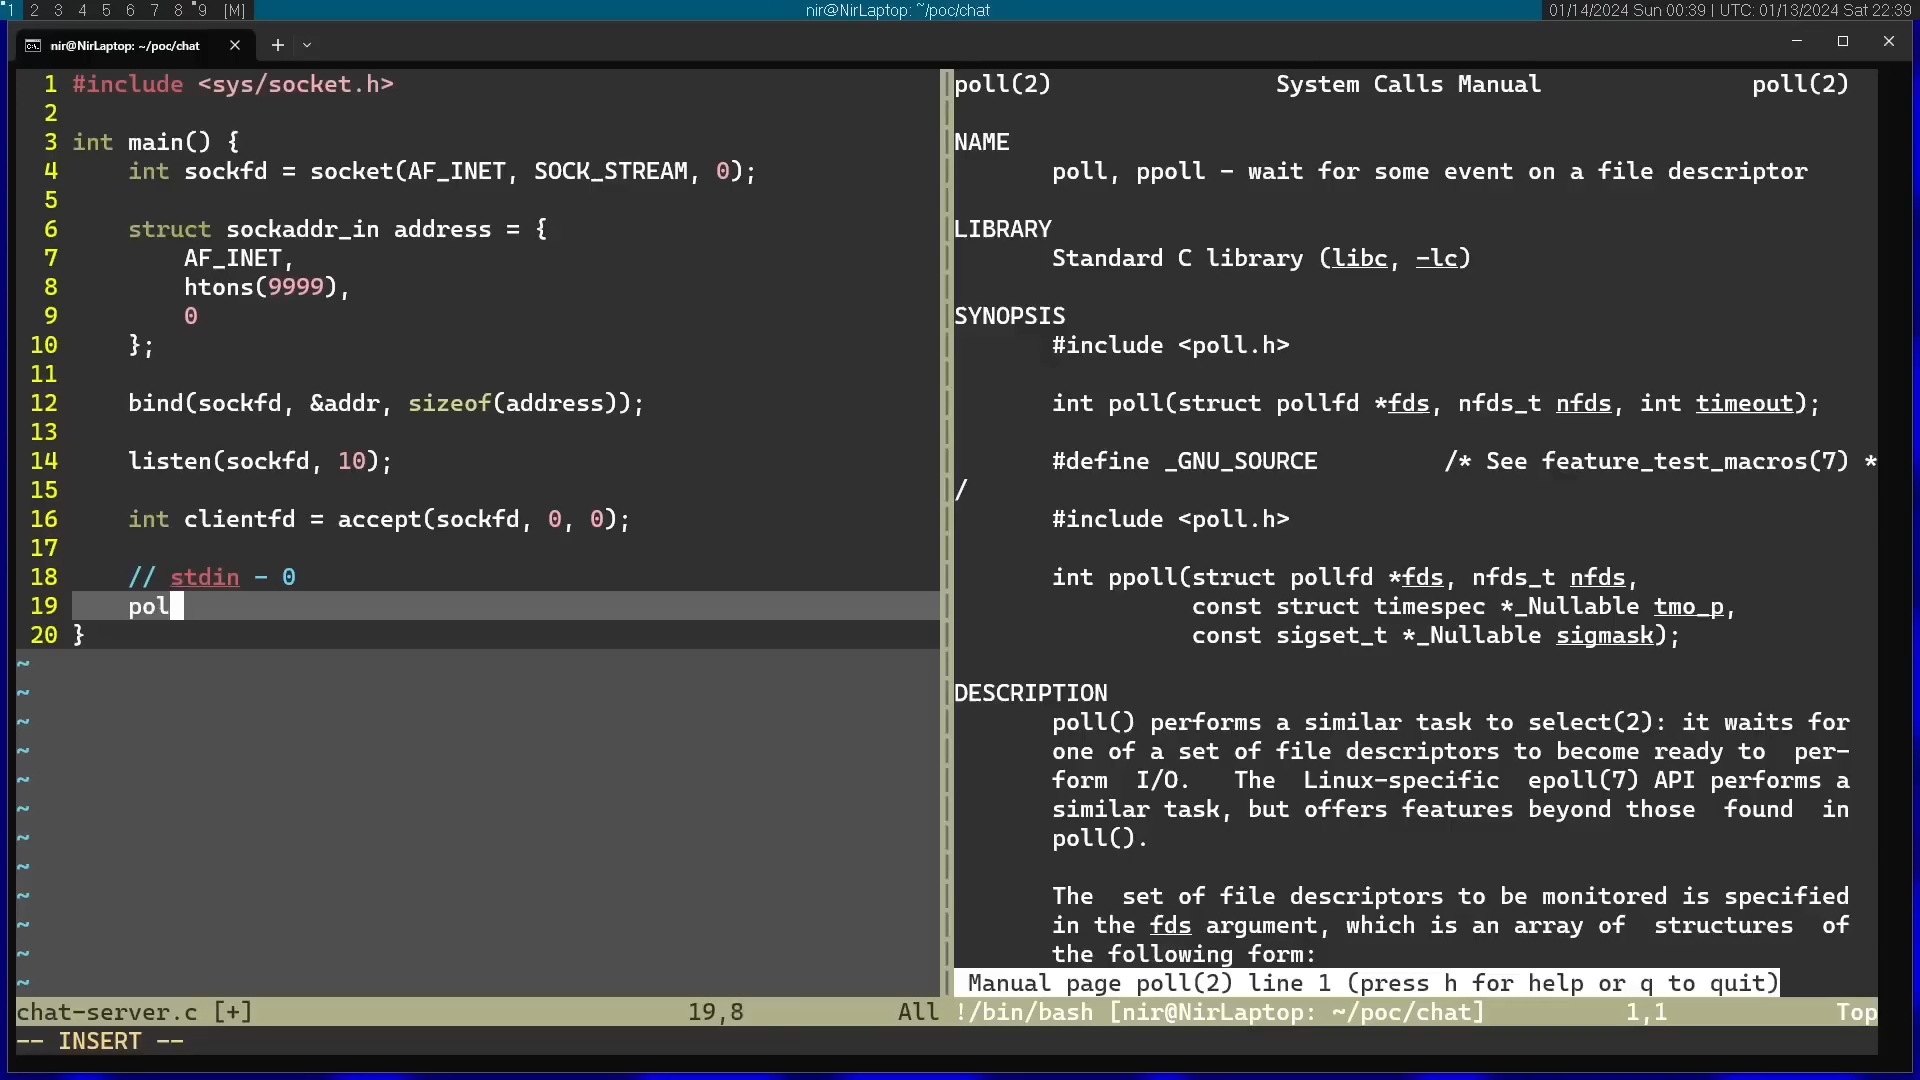 1 2 3 4 5 6 7 8 9 [M] nir@NirLaptop: ~/poc/chat 01/14/2024 Sun 00:39 | UTC: 01/13/2024 Sat 22:39
nir@NirLaptop: ~/poc/chat
1 #include <sys/socket.h>
2
3 int main() {
4     int sockfd = socket(AF_INET, SOCK_STREAM, 0);
5
6     struct sockaddr_in address = {
7         AF_INET,
8         htons(9999),
9         0
10     };
11
12     bind(sockfd, &addr, sizeof(address));
13
14     listen(sockfd, 10);
15
16     int clientfd = accept(sockfd, 0, 0);
17
18     // stdin - 0
19     pol
20 }
~
~
~
~
~
~
~
~
~
~
~
~
chat-server.c [+] 19,8 All
-- INSERT --
poll(2) System Calls Manual poll(2)
NAME
poll, ppoll - wait for some event on a file descriptor
LIBRARY
Standard C library (libc, -lc)
SYNOPSIS
#include <poll.h>
int poll(struct pollfd *fds, nfds_t nfds, int timeout);
#define _GNU_SOURCE /* See feature_test_macros(7) *
/
#include <poll.h>
int ppoll(struct pollfd *fds, nfds_t nfds,
const struct timespec *_Nullable tmo_p,
const sigset_t *_Nullable sigmask);
DESCRIPTION
poll() performs a similar task to select(2): it waits for
one of a set of file descriptors to become ready to per-
form I/O. The Linux-specific epoll(7) API performs a
similar task, but offers features beyond those found in
poll().
The set of file descriptors to be monitored is specified
in the fds argument, which is an array of structures of
the following form:
Manual page poll(2) line 1 (press h for help or q to quit)
!/bin/bash [nir@NirLaptop: ~/poc/chat] 1,1 Top